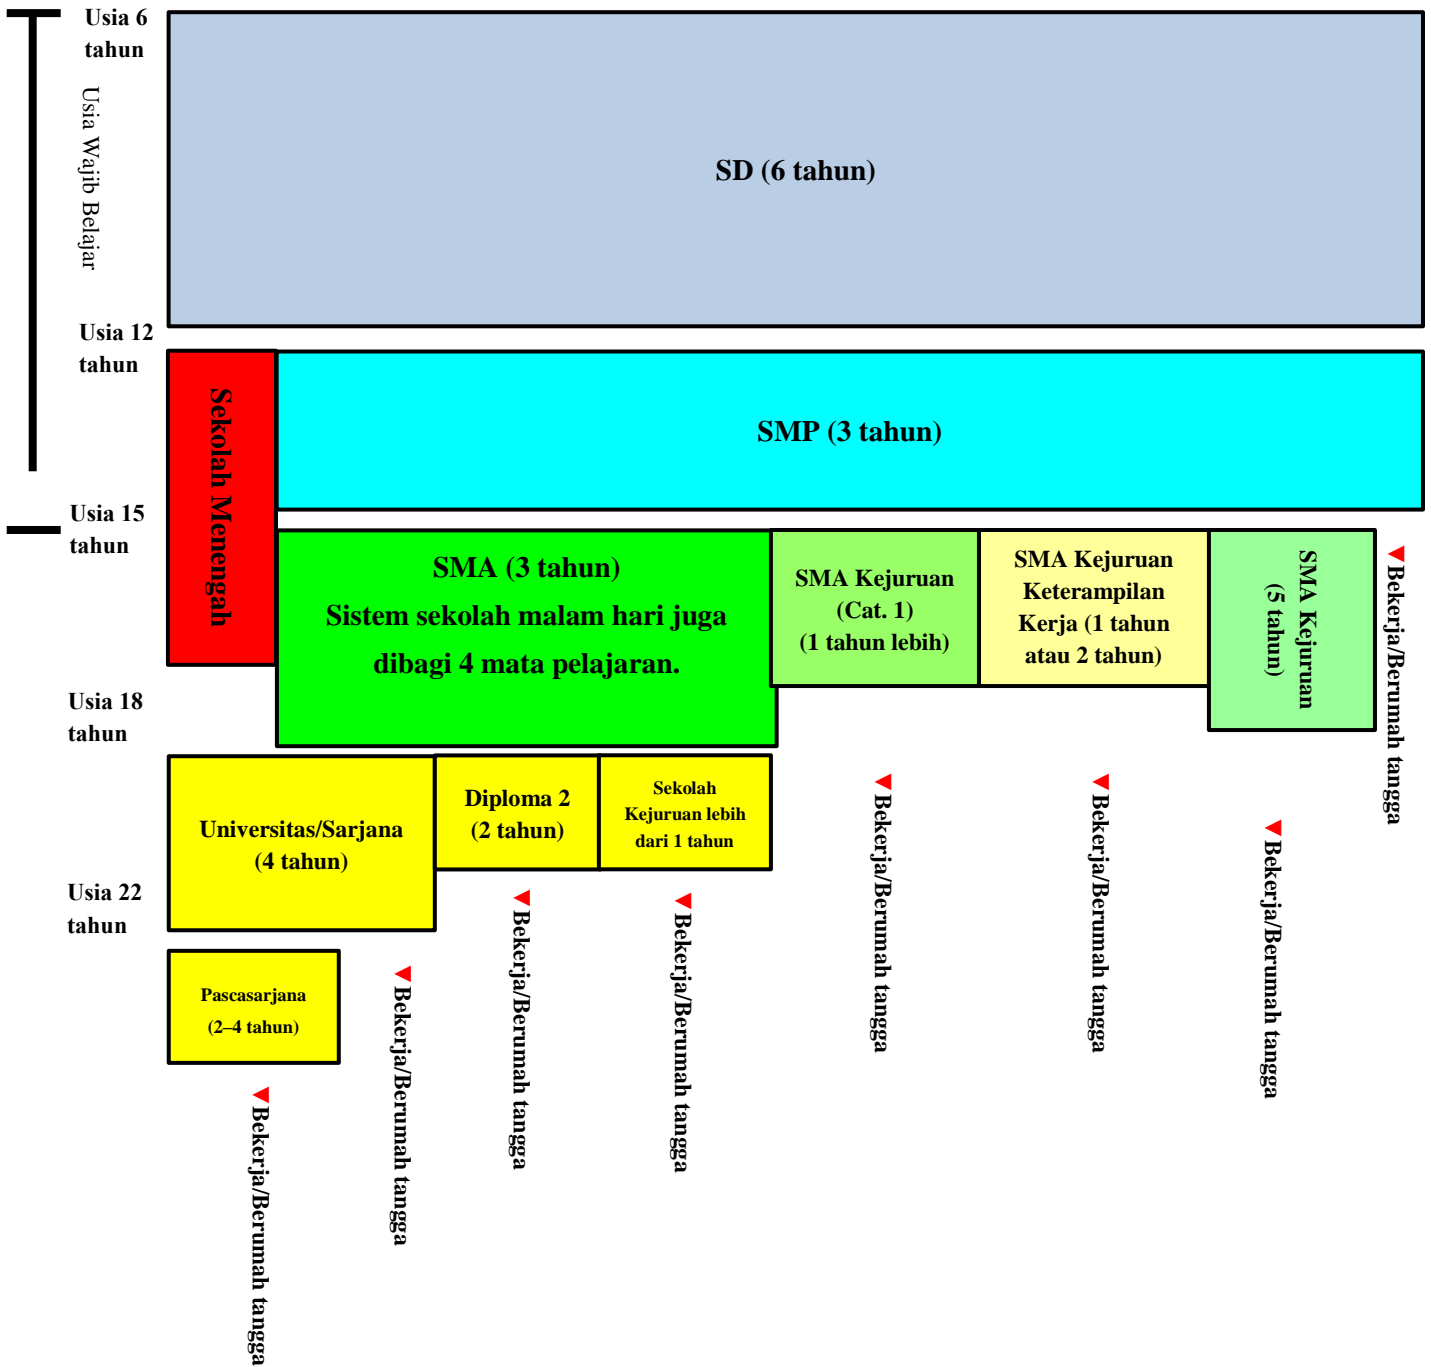 Usia 6
tahun
Usia Wajib Belajar
SD (6 tahun)
Usia 12
tahun
Sekolah Menengah
SMP (3 tahun)
Usia 15
tahun
SMA (3 tahun)
Sistem sekolah malam hari juga
dibagi 4 mata pelajaran.
SMA Kejuruan
(Cat. 1)
(1 tahun lebih)
SMA Kejuruan
Keterampilan
Kerja (1 tahun
atau 2 tahun)
SMA Kejuruan
(5 tahun)
Bekerja/Berumah tangga
Usia 18
tahun
Universitas/Sarjana
(4 tahun)
Diploma 2
(2 tahun)
Sekolah
Kejuruan lebih
dari 1 tahun
Bekerja/Berumah tangga
Bekerja/Berumah tangga
Bekerja/Berumah tangga
Usia 22
tahun
Bekerja/Berumah tangga
Bekerja/Berumah tangga
Pascasarjana
(2–4 tahun)
Bekerja/Berumah tangga
Bekerja/Berumah tangga